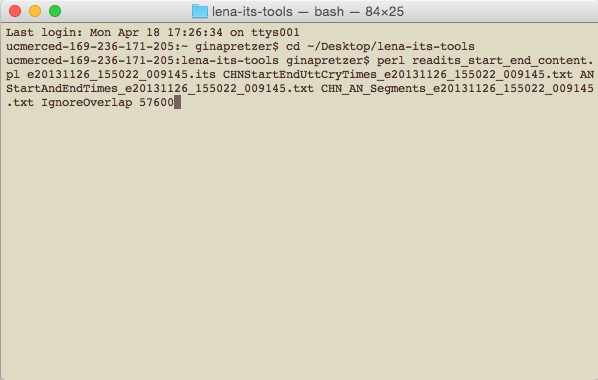 lena-its-tools — bash — 84×25
Last login: Mon Apr 18 17:26:34 on ttys001
ucmerced-169-236-171-205:~ ginapretzer$ cd ~/Desktop/lena-its-tools
ucmerced-169-236-171-205:lena-its-tools ginapretzer$ perl readits_start_end_content.
pl e20131126_155022_009145.its CHNStartEndUttCryTimes_e20131126_155022_009145.txt AN
StartAndEndTimes_e20131126_155022_009145.txt CHN_AN_Segments_e20131126_155022_009145
.txt IgnoreOverlap 57600